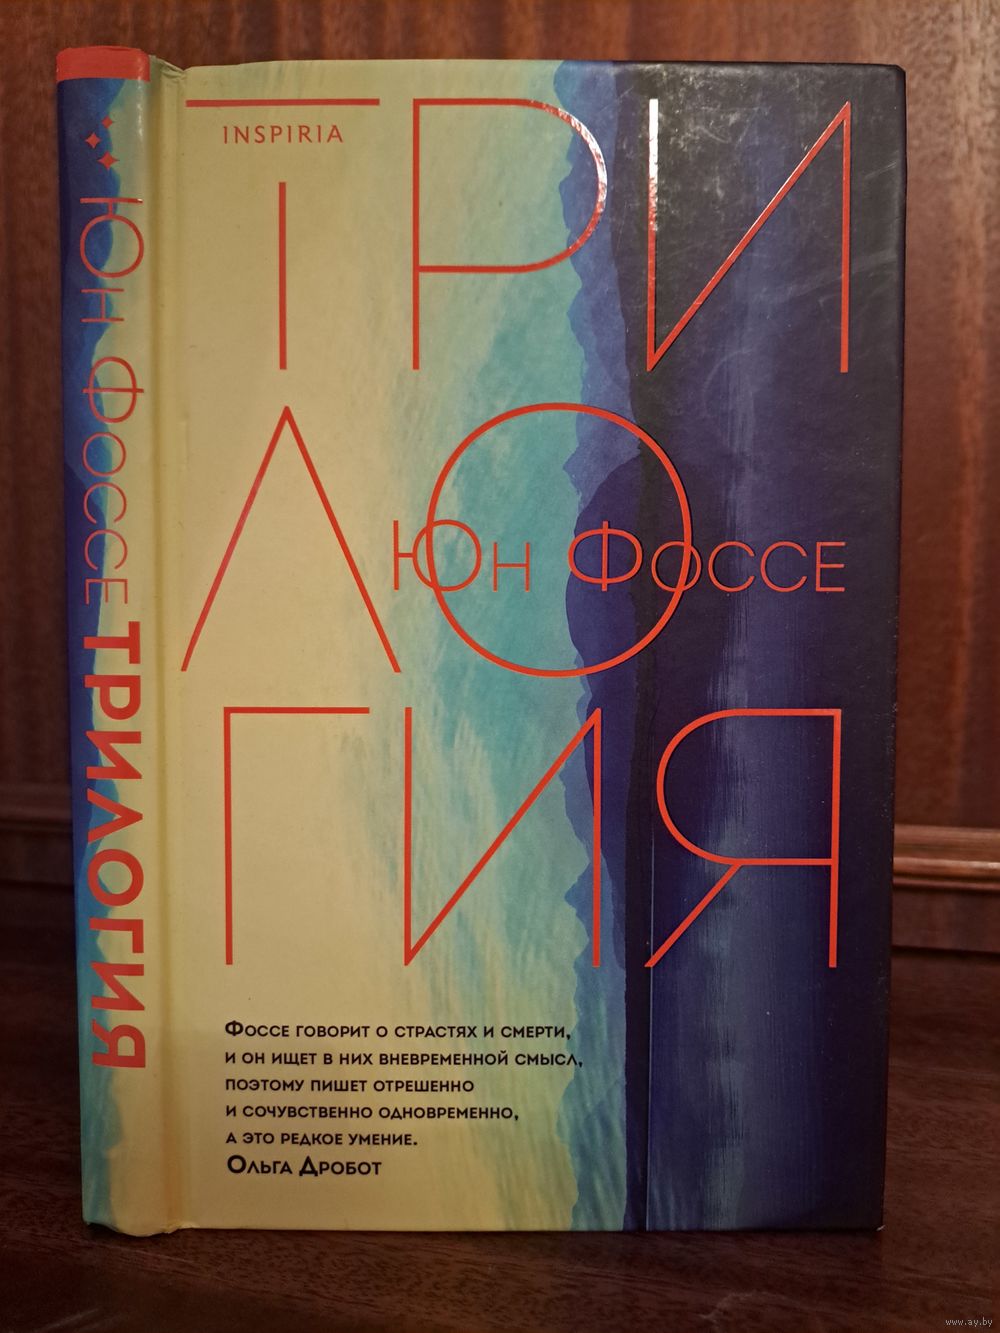 ЮН ФОССЕ ТРИЛОГИЯ
INSPIRIA
ТРИ
ЛО
ЮН ФОССЕ
ГИЯ
ФОССЕ ГОВОРИТ О СТРАСТЯХ И СМЕРТИ,
И ОН ИЩЕТ В НИХ ВНЕВРЕМЕННОЙ СМЫСЛ,
ПОЭТОМУ ПИШЕТ ОТРЕШЕННО
И СОЧУВСТВЕННО ОДНОВРЕМЕННО,
А ЭТО РЕДКОЕ УМЕНИЕ.
ОЛЬГА ДРОБОТ
www.ay.by